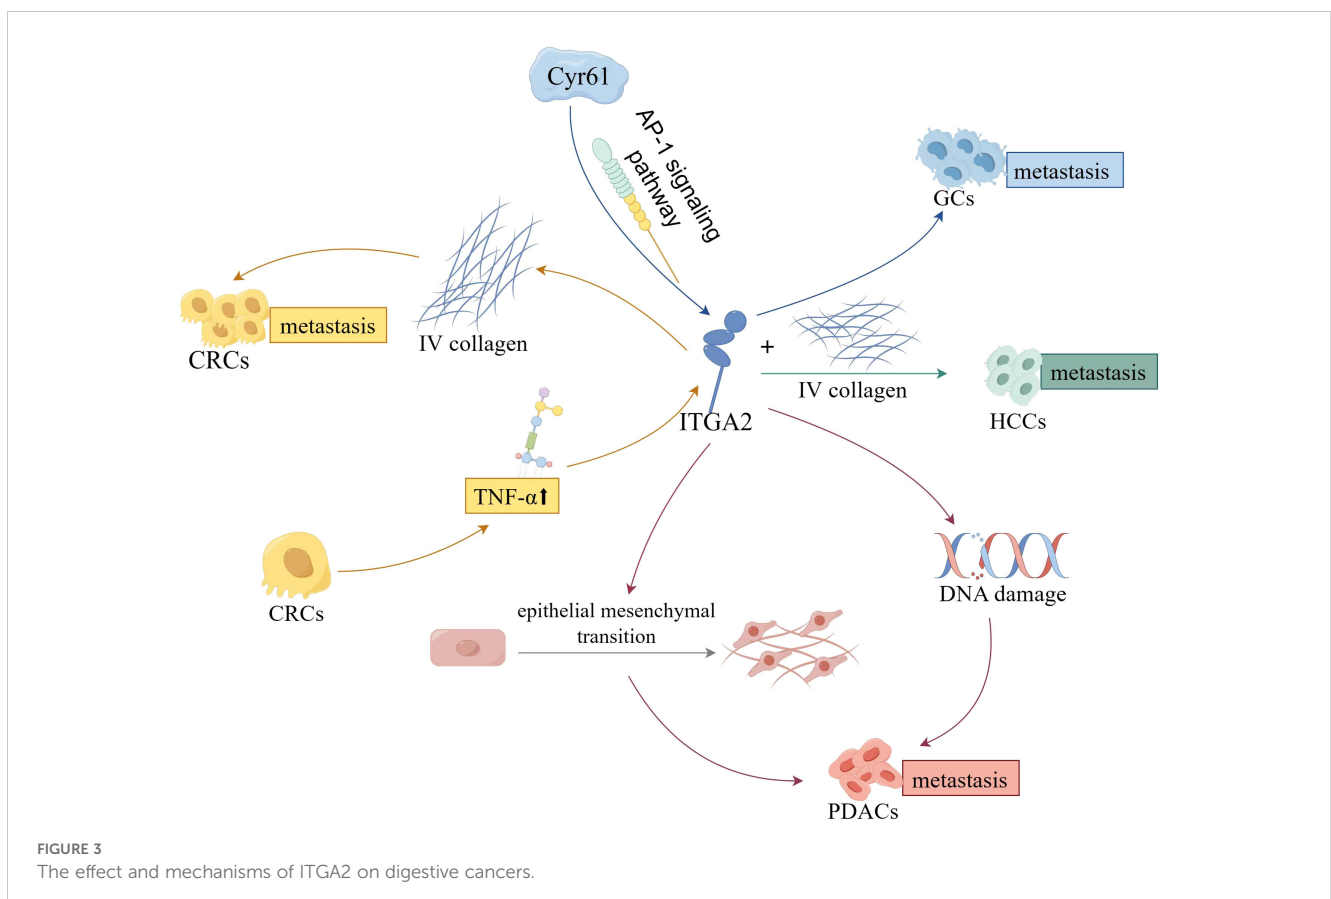 Cyr61
AP-1 signaling
pathway
GCs
metastasis
IV collagen
CRCs
metastasis
+
IV collagen
ITGA2
HCCs
metastasis
TNF-α⬆
CRCs
epithelial mesenchymal
transition
DNA damage
PDACs
metastasis
FIGURE 3
The effect and mechanisms of ITGA2 on digestive cancers.